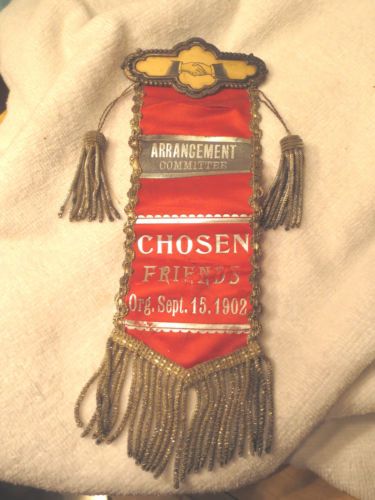 ARRANGEMENT
COMMITTEE
CHOSEN
FRIENDS
Org. Sept. 15. 1902